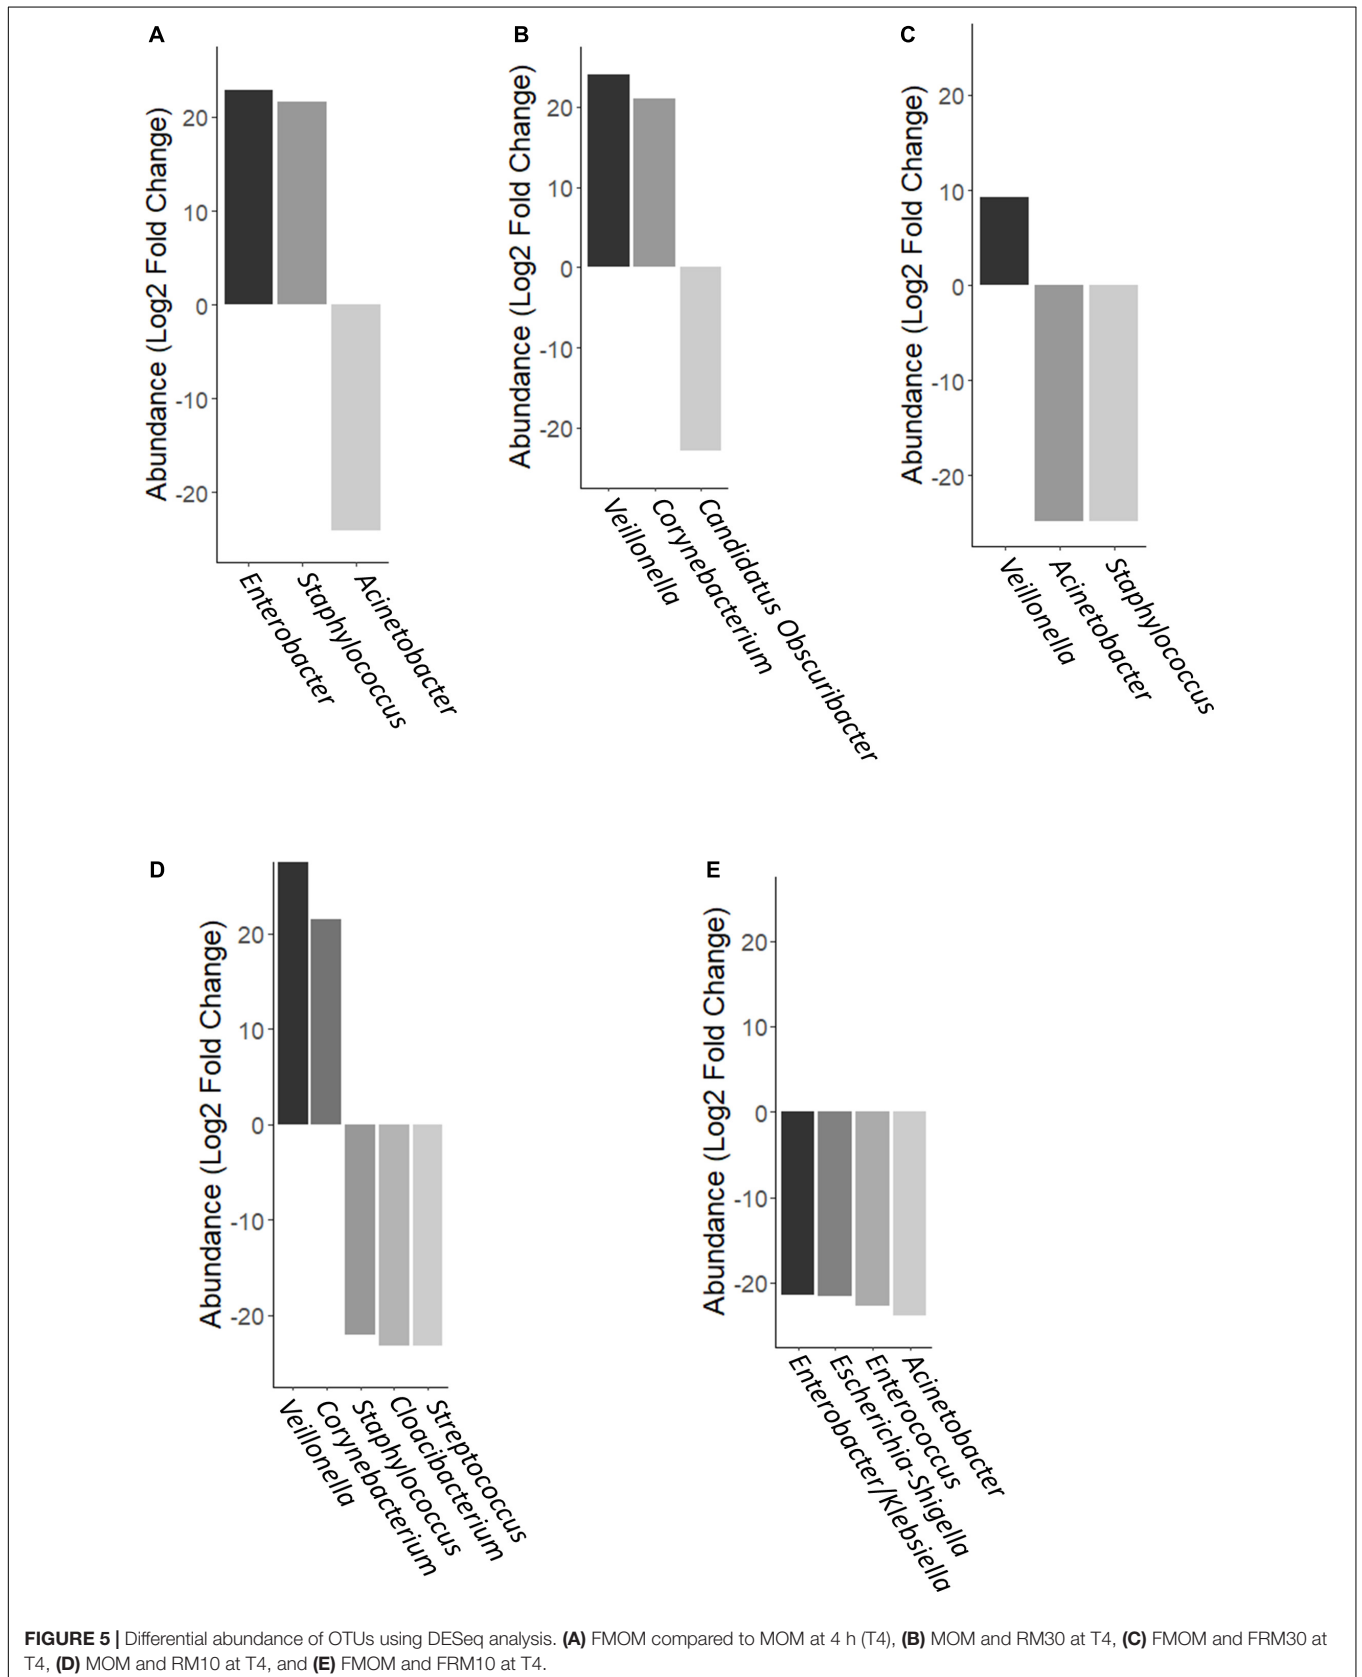 A
Abundance (Log2 Fold Change)
20
10
0
-10
-20
Enterobacter
Staphylococcus
Acinetobacter
B
Abundance (Log2 Fold Change)
20
10
0
-10
-20
Veillonella
Corynebacterium
Candidatus Obscuribacter
C
Abundance (Log2 Fold Change)
20
10
0
-10
-20
Veillonella
Acinetobacter
Staphylococcus
D
Abundance (Log2 Fold Change)
20
10
0
-10
-20
Veillonella
Corynebacterium
Staphylococcus
Cloacibacterium
Streptococcus
E
Abundance (Log2 Fold Change)
20
10
0
-10
-20
Enterobacter/Klebsiella
Escherichia-Shigella
Enterococcus
Acinetobacter
FIGURE 5 | Differential abundance of OTUs using DESeq analysis. (A) FMOM compared to MOM at 4 h (T4), (B) MOM and RM30 at T4, (C) FMOM and FRM30 at
T4, (D) MOM and RM10 at T4, and (E) FMOM and FRM10 at T4.